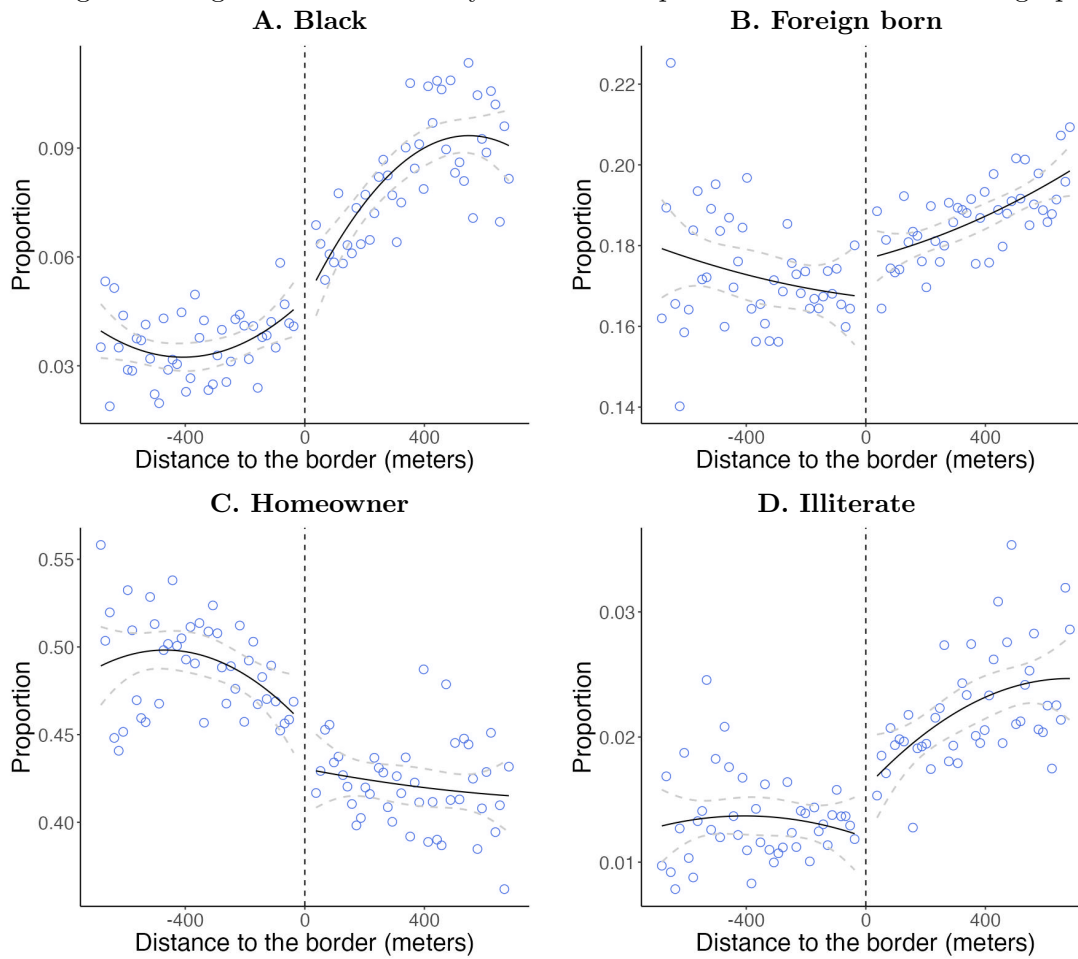 A. Black
B. Foreign born
Proportion
0.09
0.06
0.03
-400 0 400
Distance to the border (meters)
Proportion
0.22
0.20
0.18
0.16
0.14
-400 0 400
Distance to the border (meters)
C. Homeowner
D. Illiterate
Proportion
0.55
0.50
0.45
0.40
-400 0 400
Distance to the border (meters)
Proportion
0.03
0.02
0.01
-400 0 400
Distance to the border (meters)